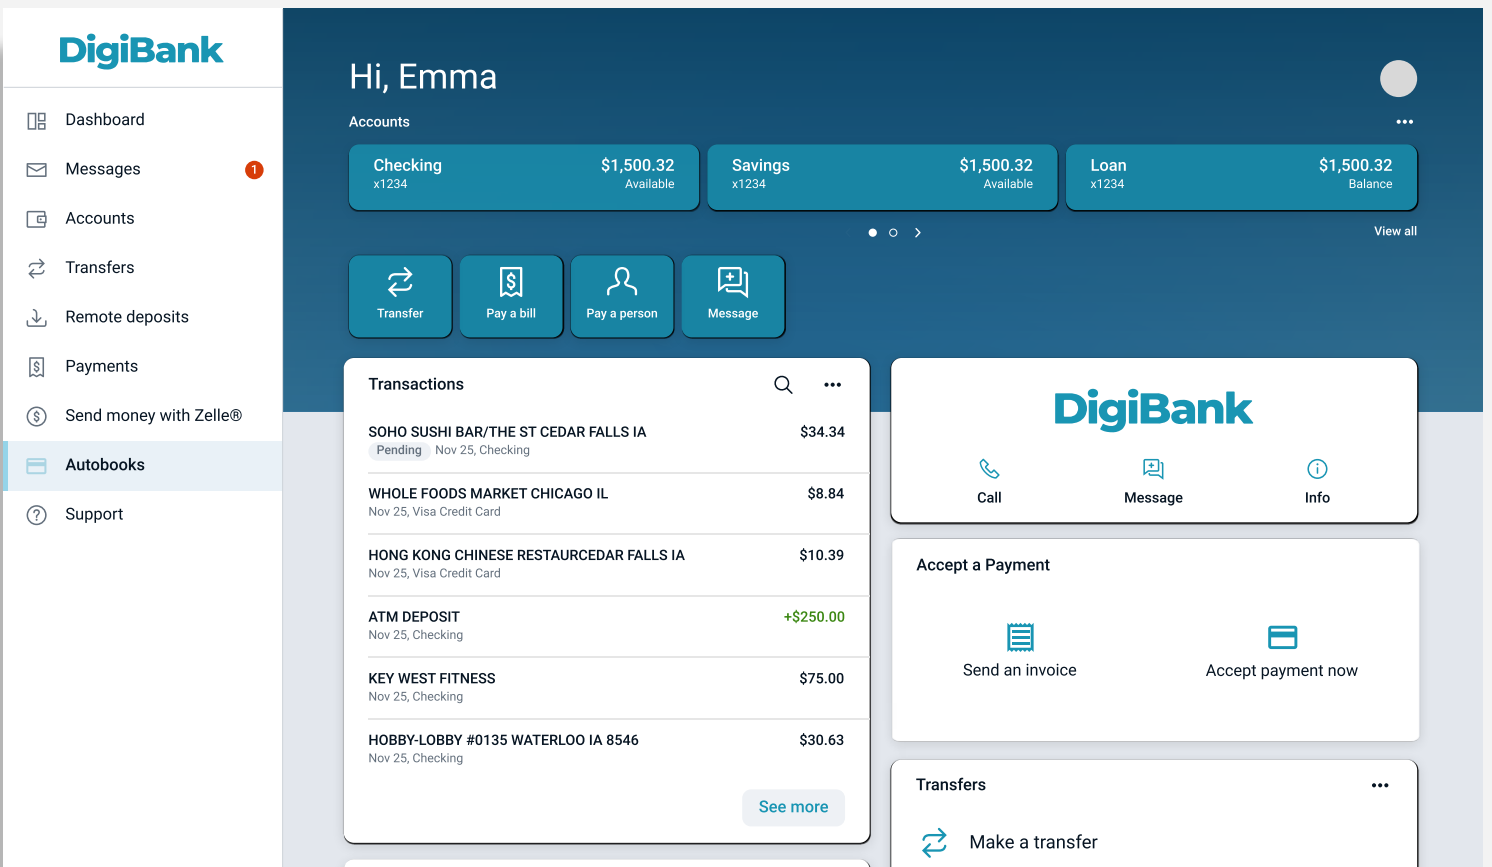 DigiBank
Dashboard
Messages 1
Accounts
Transfers
Remote deposits
Payments
Send money with Zelle®
Autobooks
Support
Hi, Emma
Accounts
Checking $1,500.32
x1234 Available
Savings $1,500.32
x1234 Available
Loan $1,500.32
x1234 Balance
View all
Transfer
Pay a bill
Pay a person
Message
Transactions
SOHO SUSHI BAR/THE ST CEDAR FALLS IA $34.34
Pending Nov 25, Checking
WHOLE FOODS MARKET CHICAGO IL $8.84
Nov 25, Visa Credit Card
HONG KONG CHINESE RESTAURCEDAR FALLS IA $10.39
Nov 25, Visa Credit Card
ATM DEPOSIT +$250.00
Nov 25, Checking
KEY WEST FITNESS $75.00
Nov 25, Checking
HOBBY-LOBBY #0135 WATERLOO IA 8546 $30.63
Nov 25, Checking
See more
DigiBank
Call
Message
Info
Accept a Payment
Send an invoice
Accept payment now
Transfers
Make a transfer